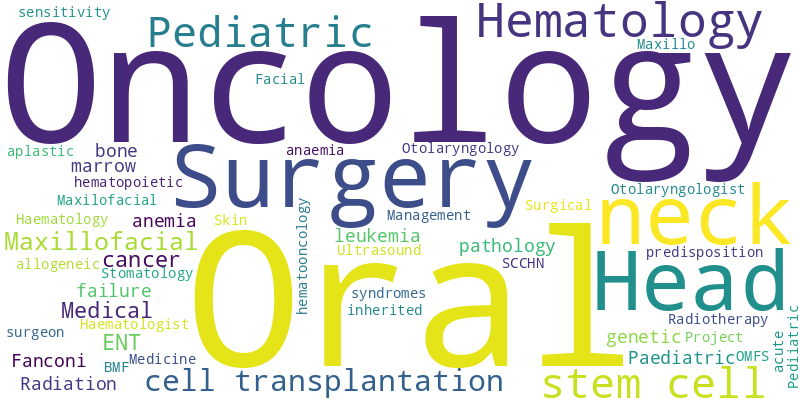 sensitivity
Pediatric
Hematology
Maxillo
Oncology
Facial
aplastic
bone
anaemia
Otolaryngology
marrow
Surgery
hematopoietic
Otolaryngologist
Maxilofacial
neck
Haematology
anemia
Skin
Management
Surgical
hematooncology
Oral
Maxillofacial
leukemia
pathology
Ultrasound
predisposition
cancer
allogeneic
SCCHN
Head
Stomatology
failure
syndromes
inherited
Medical
Haematologist
Radiotherapy
surgeon
ENT
genetic
Project
acute
Pediiatric
Fanconi
BMF
Medicine
Paediatric
OMFS
Radiation
cell transplantation
stem cell